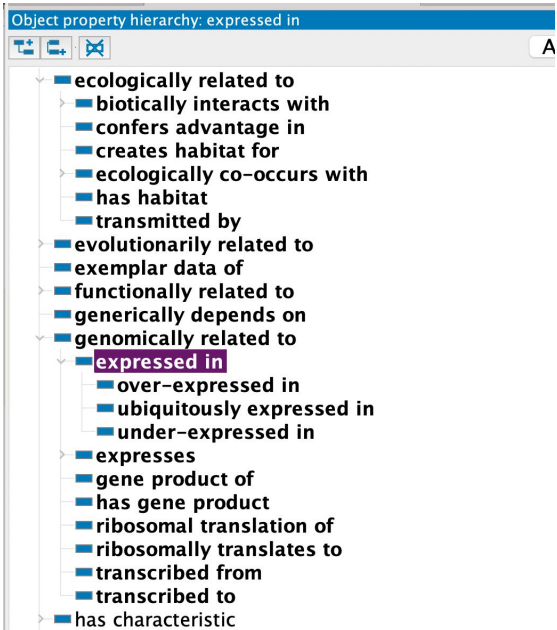 Object property hierarchy: expressed in
A
ecologically related to
biotically interacts with
confers advantage in
creates habitat for
ecologically co-occurs with
has habitat
transmitted by
evolutionarily related to
exemplar data of
functionally related to
generically depends on
genomically related to
expressed in
over-expressed in
ubiquitously expressed in
under-expressed in
expresses
gene product of
has gene product
ribosomal translation of
ribosomally translates to
transcribed from
transcribed to
has characteristic